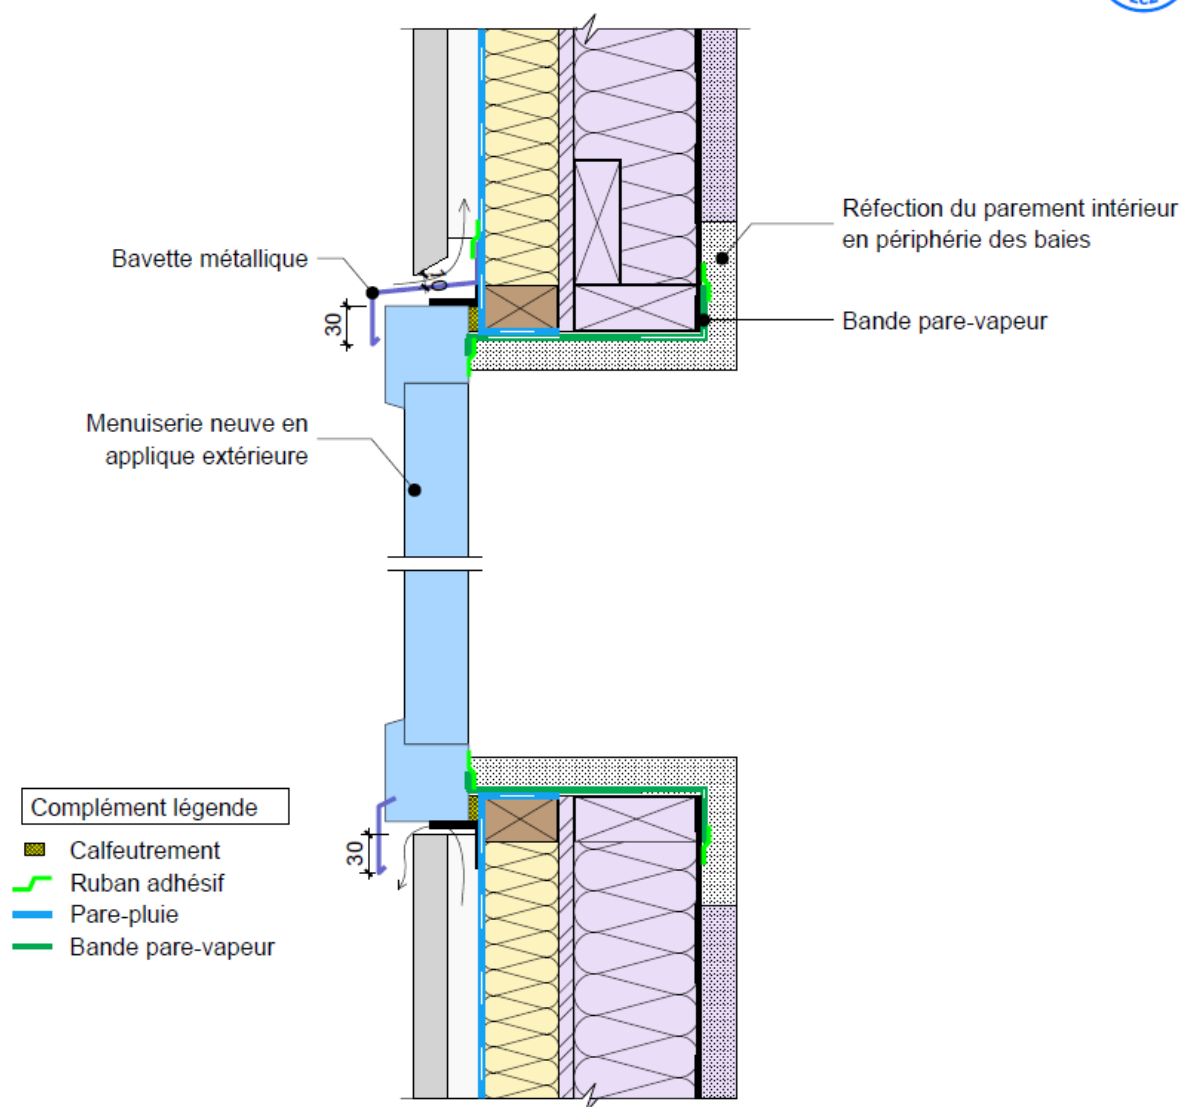 Réfection du parement intérieur
en périphérie des baies
Bavette métallique
10
30
Bande pare-vapeur
Menuiserie neuve en
applique extérieure
Complément légende
Calfeutrement
30
Ruban adhésif
Pare-pluie
Bande pare-vapeur